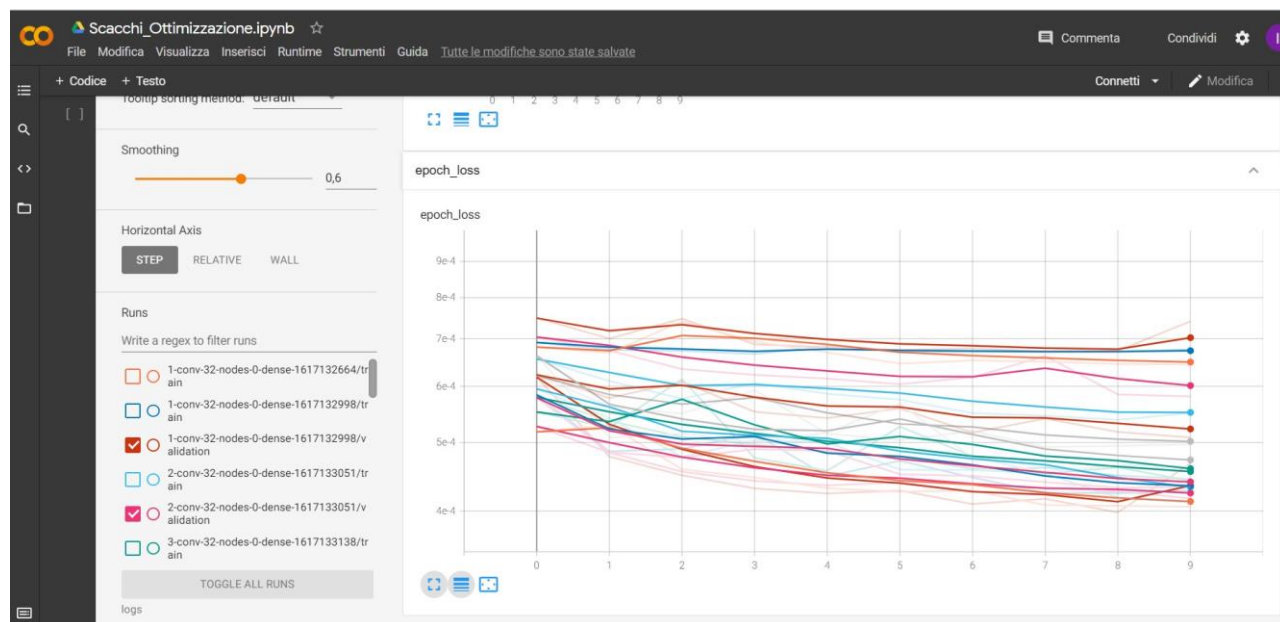 Scacchi_Ottimizzazione.ipynb
File Modifica Visualizza Inserisci Runtime Strumenti Guida Tutte le modifiche sono state salvate
Commenta Condividi
+ Codice + Testo
Connetti Modifica
[ ]
Tooltip sorting method: default
0 1 2 3 4 5 6 7 8 9
Smoothing
0,6
Horizontal Axis
STEP RELATIVE WALL
Runs
Write a regex to filter runs
1-conv-32-nodes-0-dense-1617132664/tr
ain
1-conv-32-nodes-0-dense-1617132998/tr
ain
1-conv-32-nodes-0-dense-1617132998/v
alidation
2-conv-32-nodes-0-dense-1617133051/tr
ain
2-conv-32-nodes-0-dense-1617133051/v
alidation
3-conv-32-nodes-0-dense-1617133138/tr
ain
TOGGLE ALL RUNS
logs
epoch_loss
epoch_loss
9e-4
8e-4
7e-4
6e-4
5e-4
4e-4
0 1 2 3 4 5 6 7 8 9